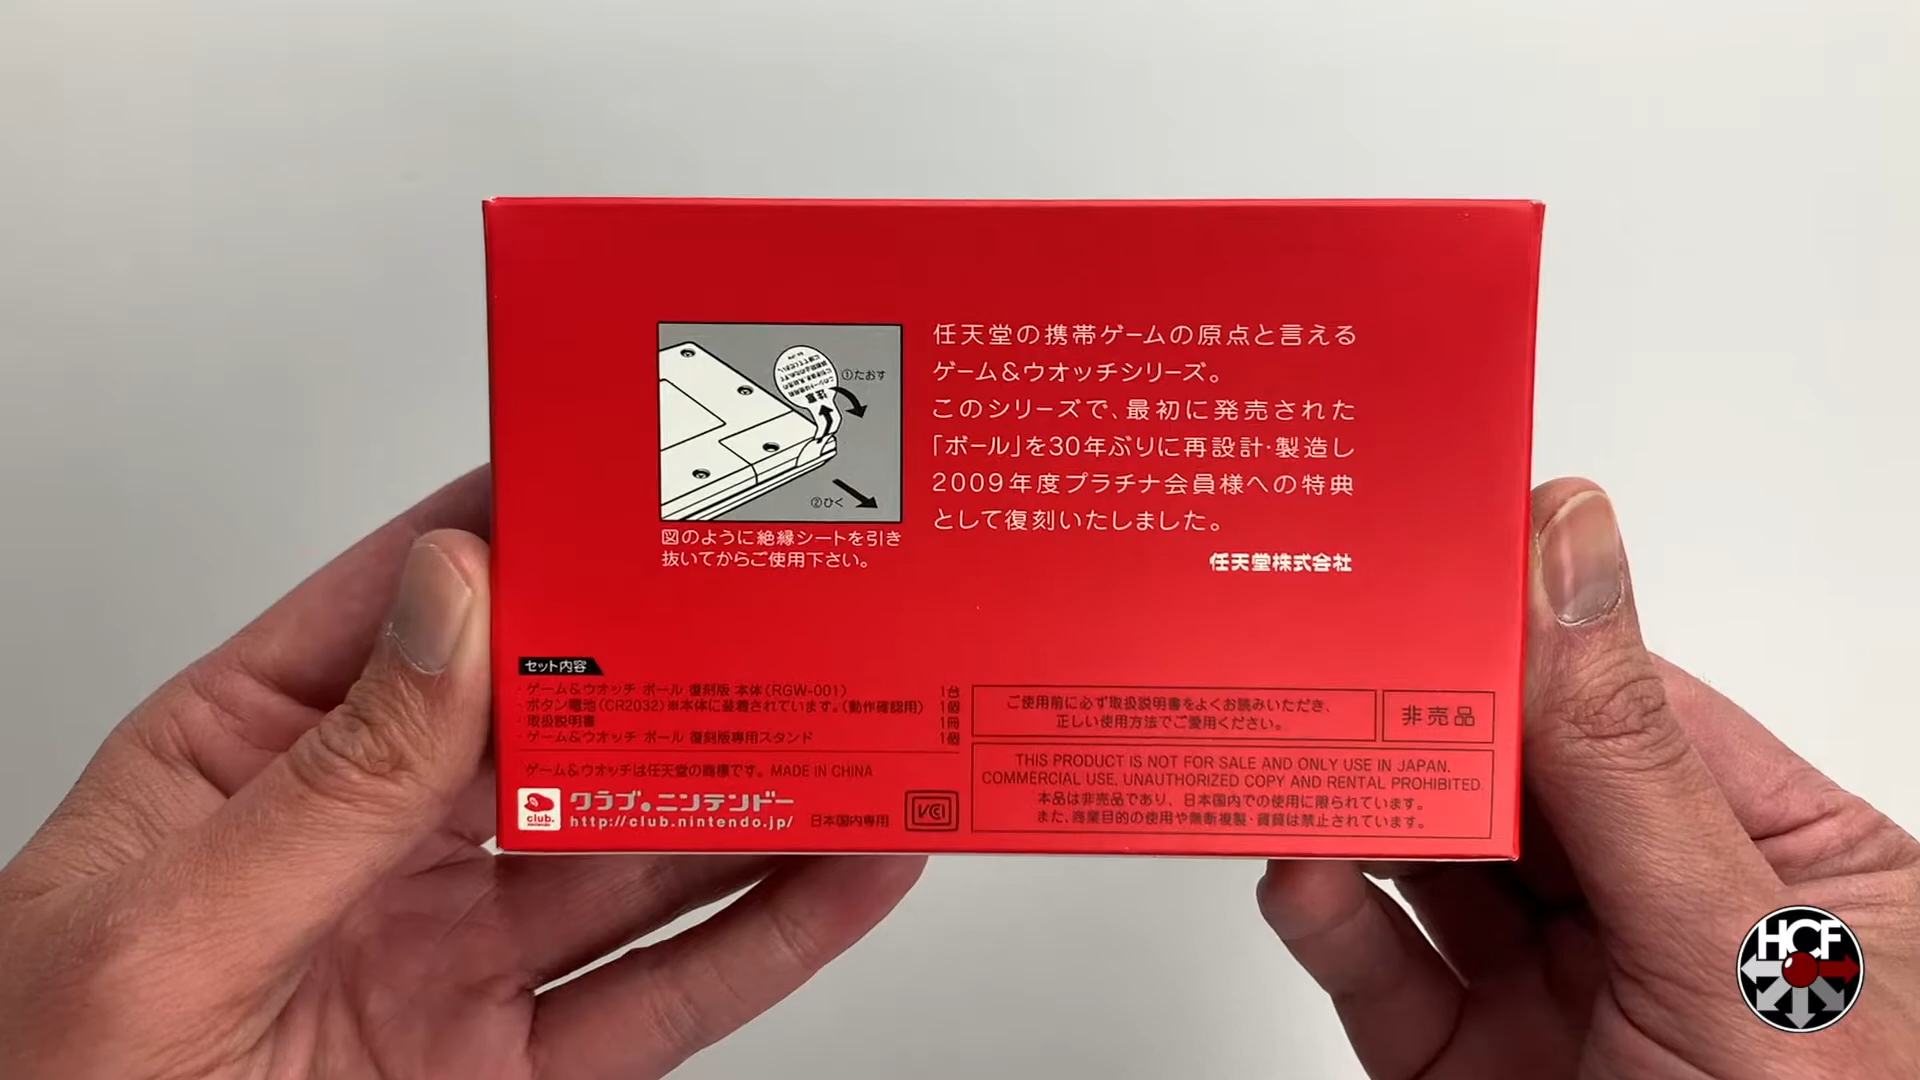 任天堂の携帯ゲームの原点と言える
ゲーム&ウオッチシリーズ。
このシリーズで、最初に発売された
「ボール」を30年ぶりに再設計・製造し
2009年度プラチナ会員様への特典
として復刻いたしました。
任天堂株式会社
注意
①たおす
②ひく
図のように絶縁シートを引き
抜いてからご使用下さい。
セット内容
・ゲーム&ウオッチ ボール 復刻版 本体(RGW-001) 1台
・ボタン電池(CR2032)※本体に装着されています。(動作確認用) 1個
・取扱説明書 1冊
・ゲーム&ウオッチ ボール 復刻版専用スタンド 1個
ゲーム&ウオッチは任天堂の商標です。 MADE IN CHINA
club.
nintendo
クラブ。ニンテンドー
http://club.nintendo.jp/
日本国内専用
VCI
ご使用前に必ず取扱説明書をよくお読みいただき、
正しい使用方法でご愛用ください。
非売品
THIS PRODUCT IS NOT FOR SALE AND ONLY USE IN JAPAN.
COMMERCIAL USE, UNAUTHORIZED COPY AND RENTAL PROHIBITED.
本品は非売品であり、日本国内での使用に限られています。
また、商業目的の使用や無断複製・賃貸は禁止されています。
HCF